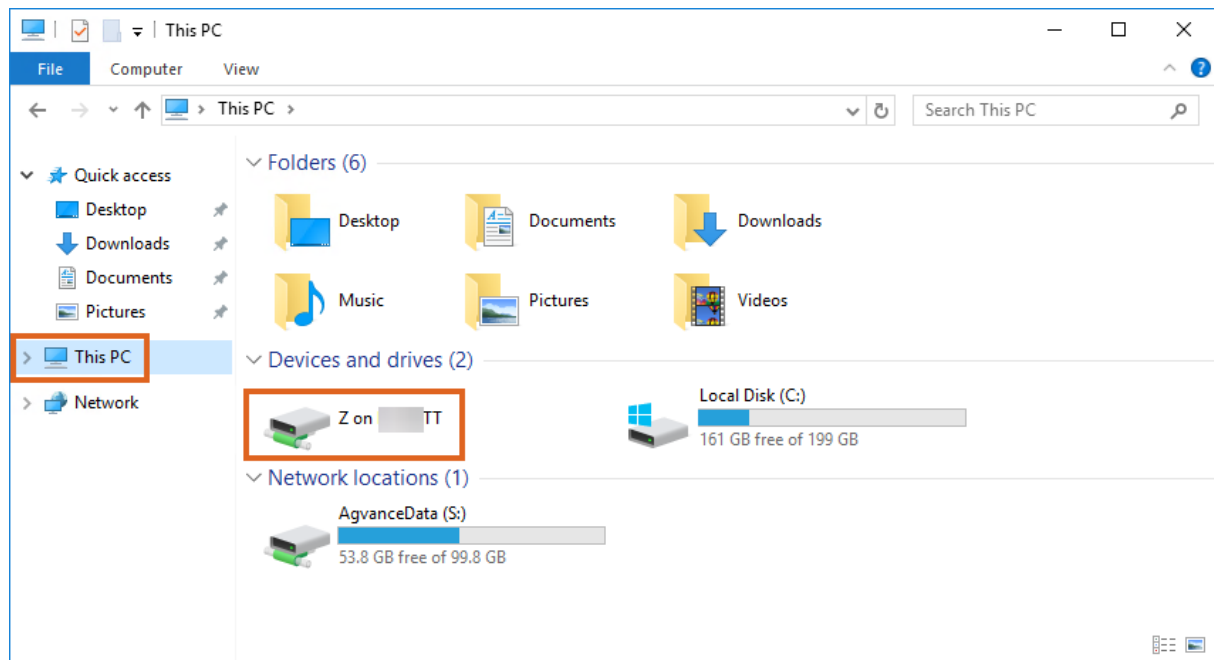 This PC
File Computer View
This PC
Search This PC
Quick access
Desktop
Downloads
Documents
Pictures
This PC
Network
Folders (6)
Desktop Documents Downloads
Music Pictures Videos
Devices and drives (2)
Z on TT
Local Disk (C:)
161 GB free of 199 GB
Network locations (1)
AgvanceData (S:)
53.8 GB free of 99.8 GB